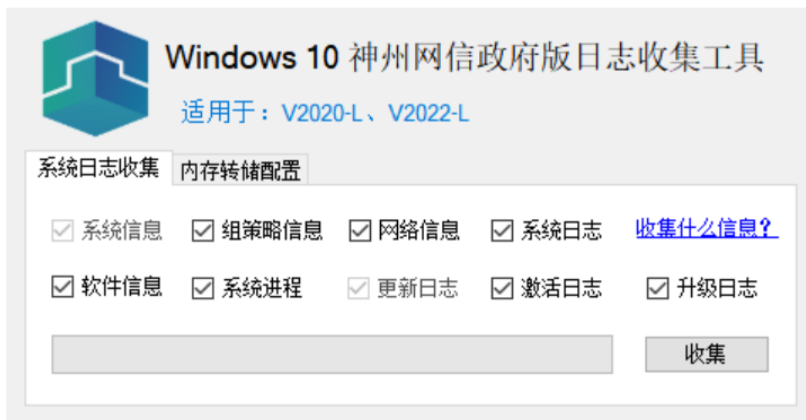 Windows 10 神州网信政府版日志收集工具
适用于：V2020-L、V2022-L
系统日志收集 内存转储配置
系统信息 组策略信息 网络信息 系统日志 收集什么信息？
软件信息 系统进程 更新日志 激活日志 升级日志
收集